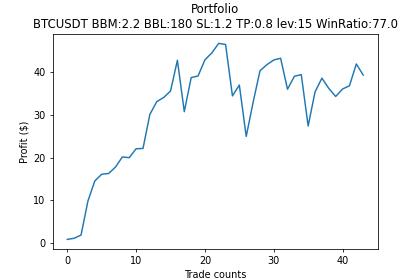 Portfolio
BTCUSDT BBM:2.2 BBL:180 SL:1.2 TP:0.8 lev:15 WinRatio:77.0
40
30
20
10
0
Profit ($)
0 10 20 30 40
Trade counts